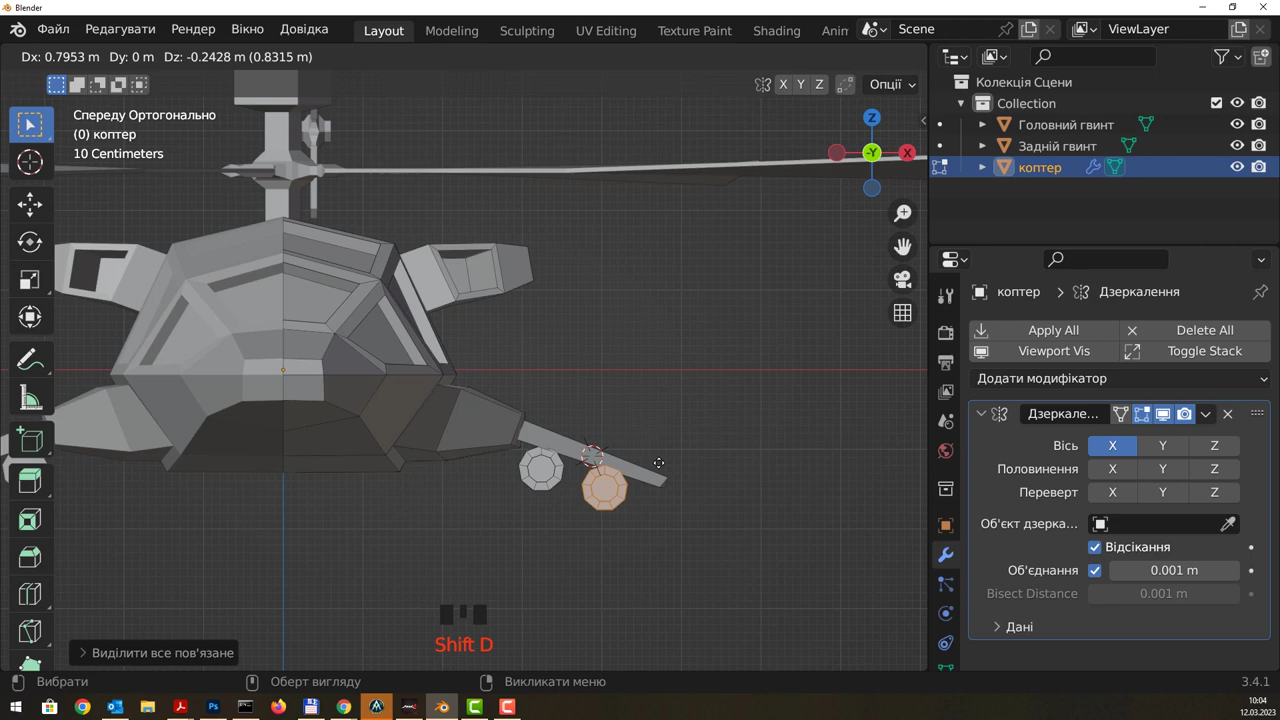 Blender
Файл Редагувати Рендер Вікно Довідка Layout Modeling Sculpting UV Editing Texture Paint Shading Anim Scene ViewLayer
Dx: 0.7953 m Dy: 0 m Dz: -0.2428 m (0.8315 m)
X Y Z Опції
Спереду Ортогонально
(0) коптер
10 Centimeters
Z
-Y
X
Колекція Сцени
Collection
Головний гвинт
Задній гвинт
коптер
коптер Дзеркалення
Apply All Delete All
Viewport Vis Toggle Stack
Додати модифікатор
Дзеркале...
Вісь X Y Z
Половинення X Y Z
Переверт X Y Z
Об'єкт дзерка...
Відсікання
Об'єднання 0.001 m
Bisect Distance 0.001 m
Дані
Shift D
Виділити все пов'язане
Вибрати Оберт вигляду Викликати меню 3.4.1
10:04
12.03.2023